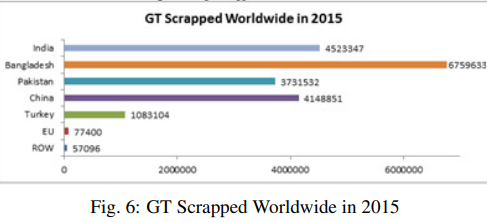 GT Scrapped Worldwide in 2015
India 4523347
Bangladesh 6759633
Pakistan 3731532
China 4148851
Turkey 1083104
EU 77400
ROW 57096
0 2000000 4000000 6000000
Fig. 6: GT Scrapped Worldwide in 2015